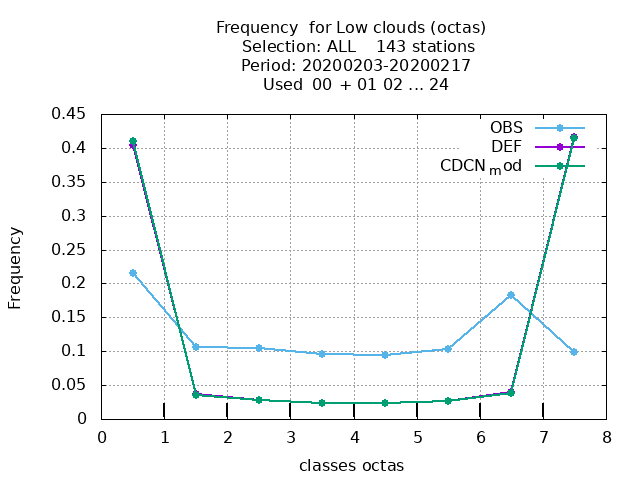 Frequency  for Low clouds (octas)
Selection: ALL    143 stations
Period: 20200203-20200217
Used  00  + 01 02 ... 24
0.45
0.4
0.35
0.3
0.25
0.2
0.15
0.1
0.05
0
Frequency
OBS
DEF
CDCN_mod
0 1 2 3 4 5 6 7 8
classes octas